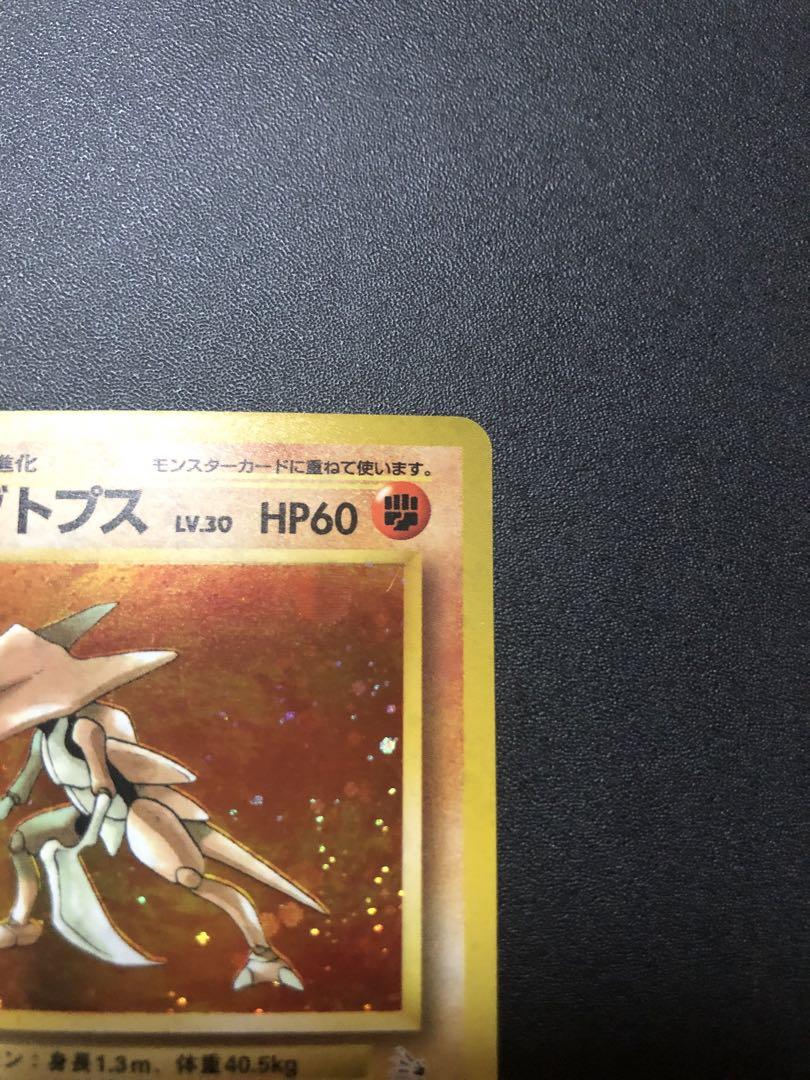 進化 モンスターカードに重ねて使います。
トプス LV.30 HP60
ン：身長1.3m、体重40.5kg